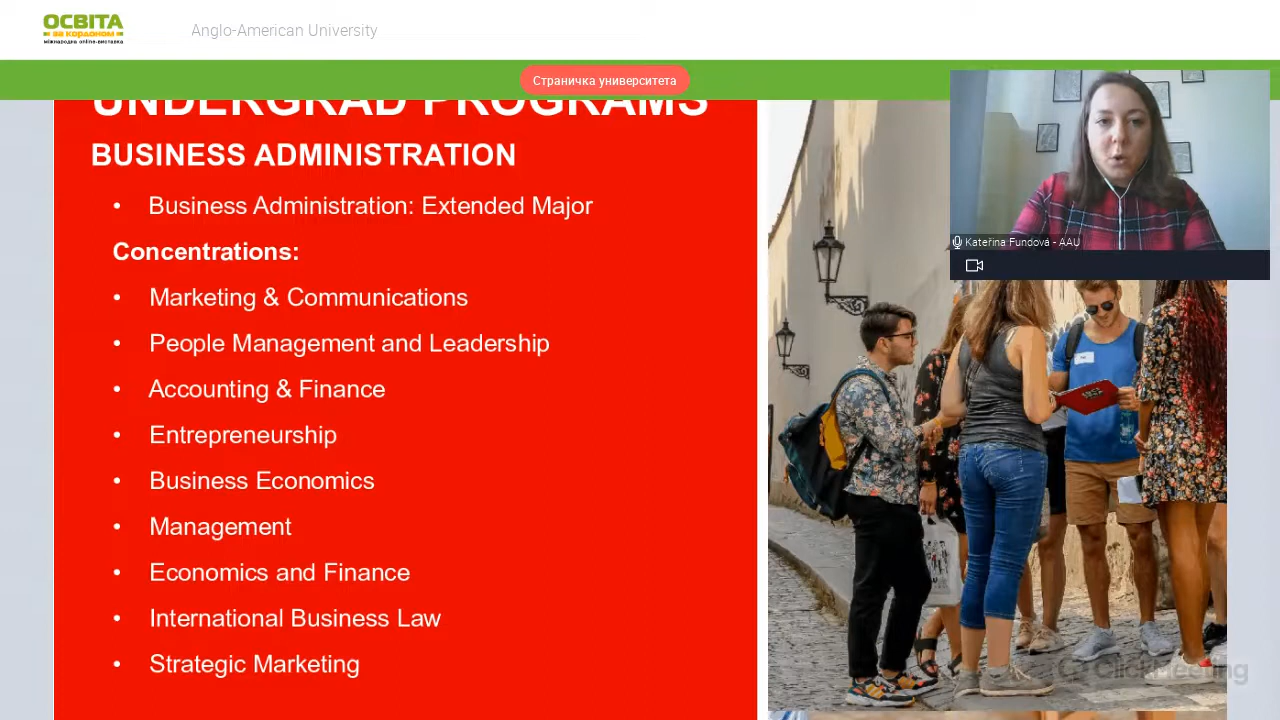 ОСВІТА
ЗА КОРДОНОМ
міжнародна online-виставка
Anglo-American University
Страничка университета
UNDERGRAD PROGRAMS
BUSINESS ADMINISTRATION
• Business Administration: Extended Major
Concentrations:
• Marketing & Communications
• People Management and Leadership
• Accounting & Finance
• Entrepreneurship
• Business Economics
• Management
• Economics and Finance
• International Business Law
• Strategic Marketing
Kateřina Fundová - AAU
ClickMeeting